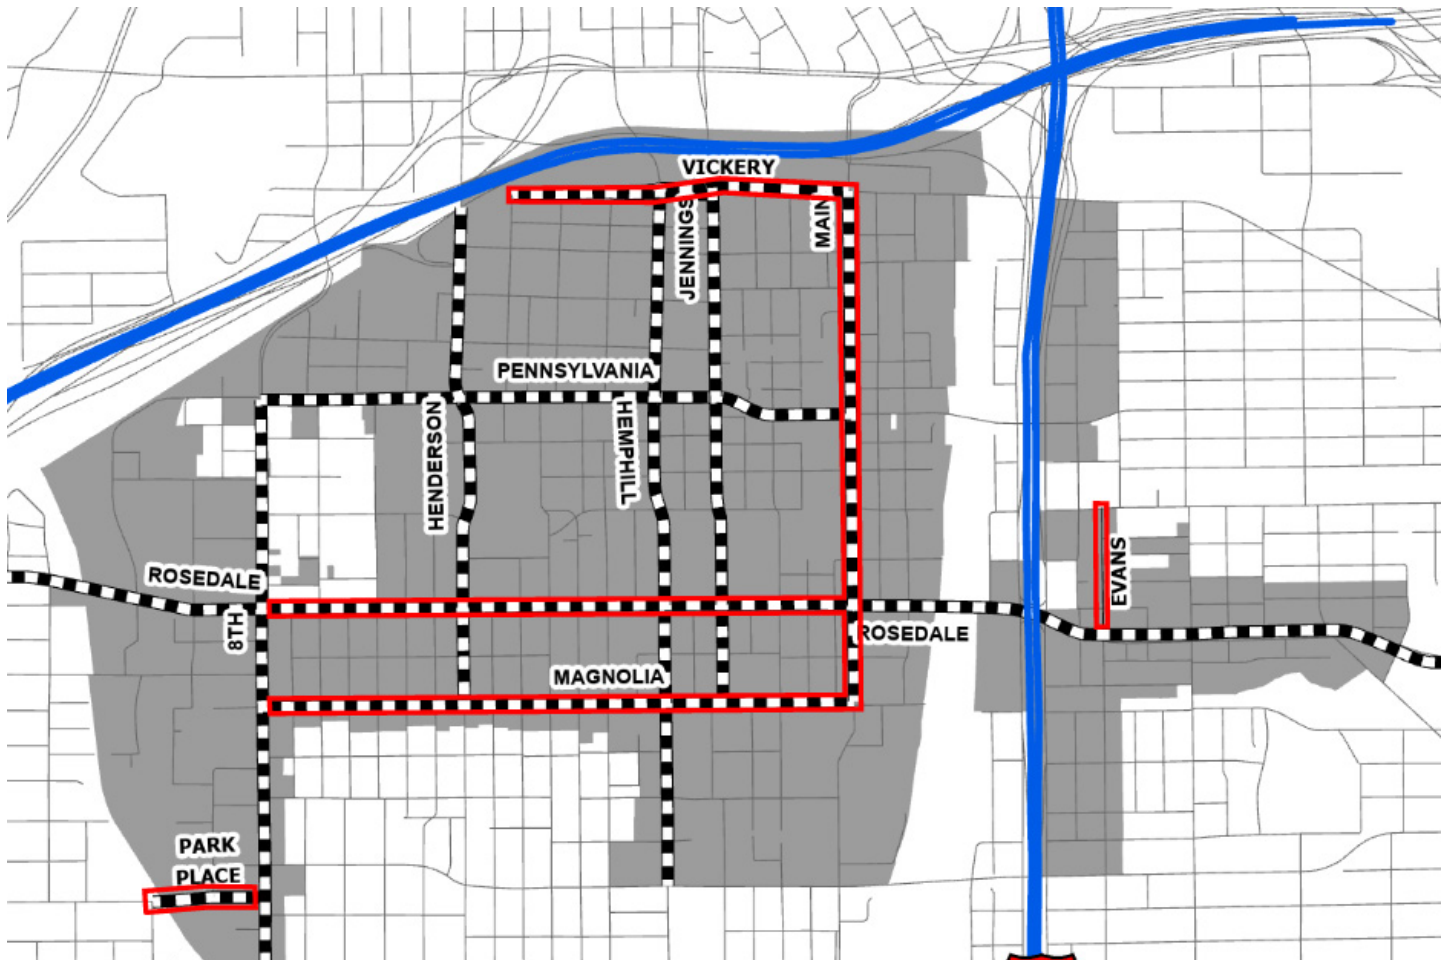 VICKERY
JENNINGS
MAIN
PENNSYLVANIA
HENDERSON
HEMPHILL
ROSEDALE
8TH
EVANS
ROSEDALE
MAGNOLIA
PARK
PLACE